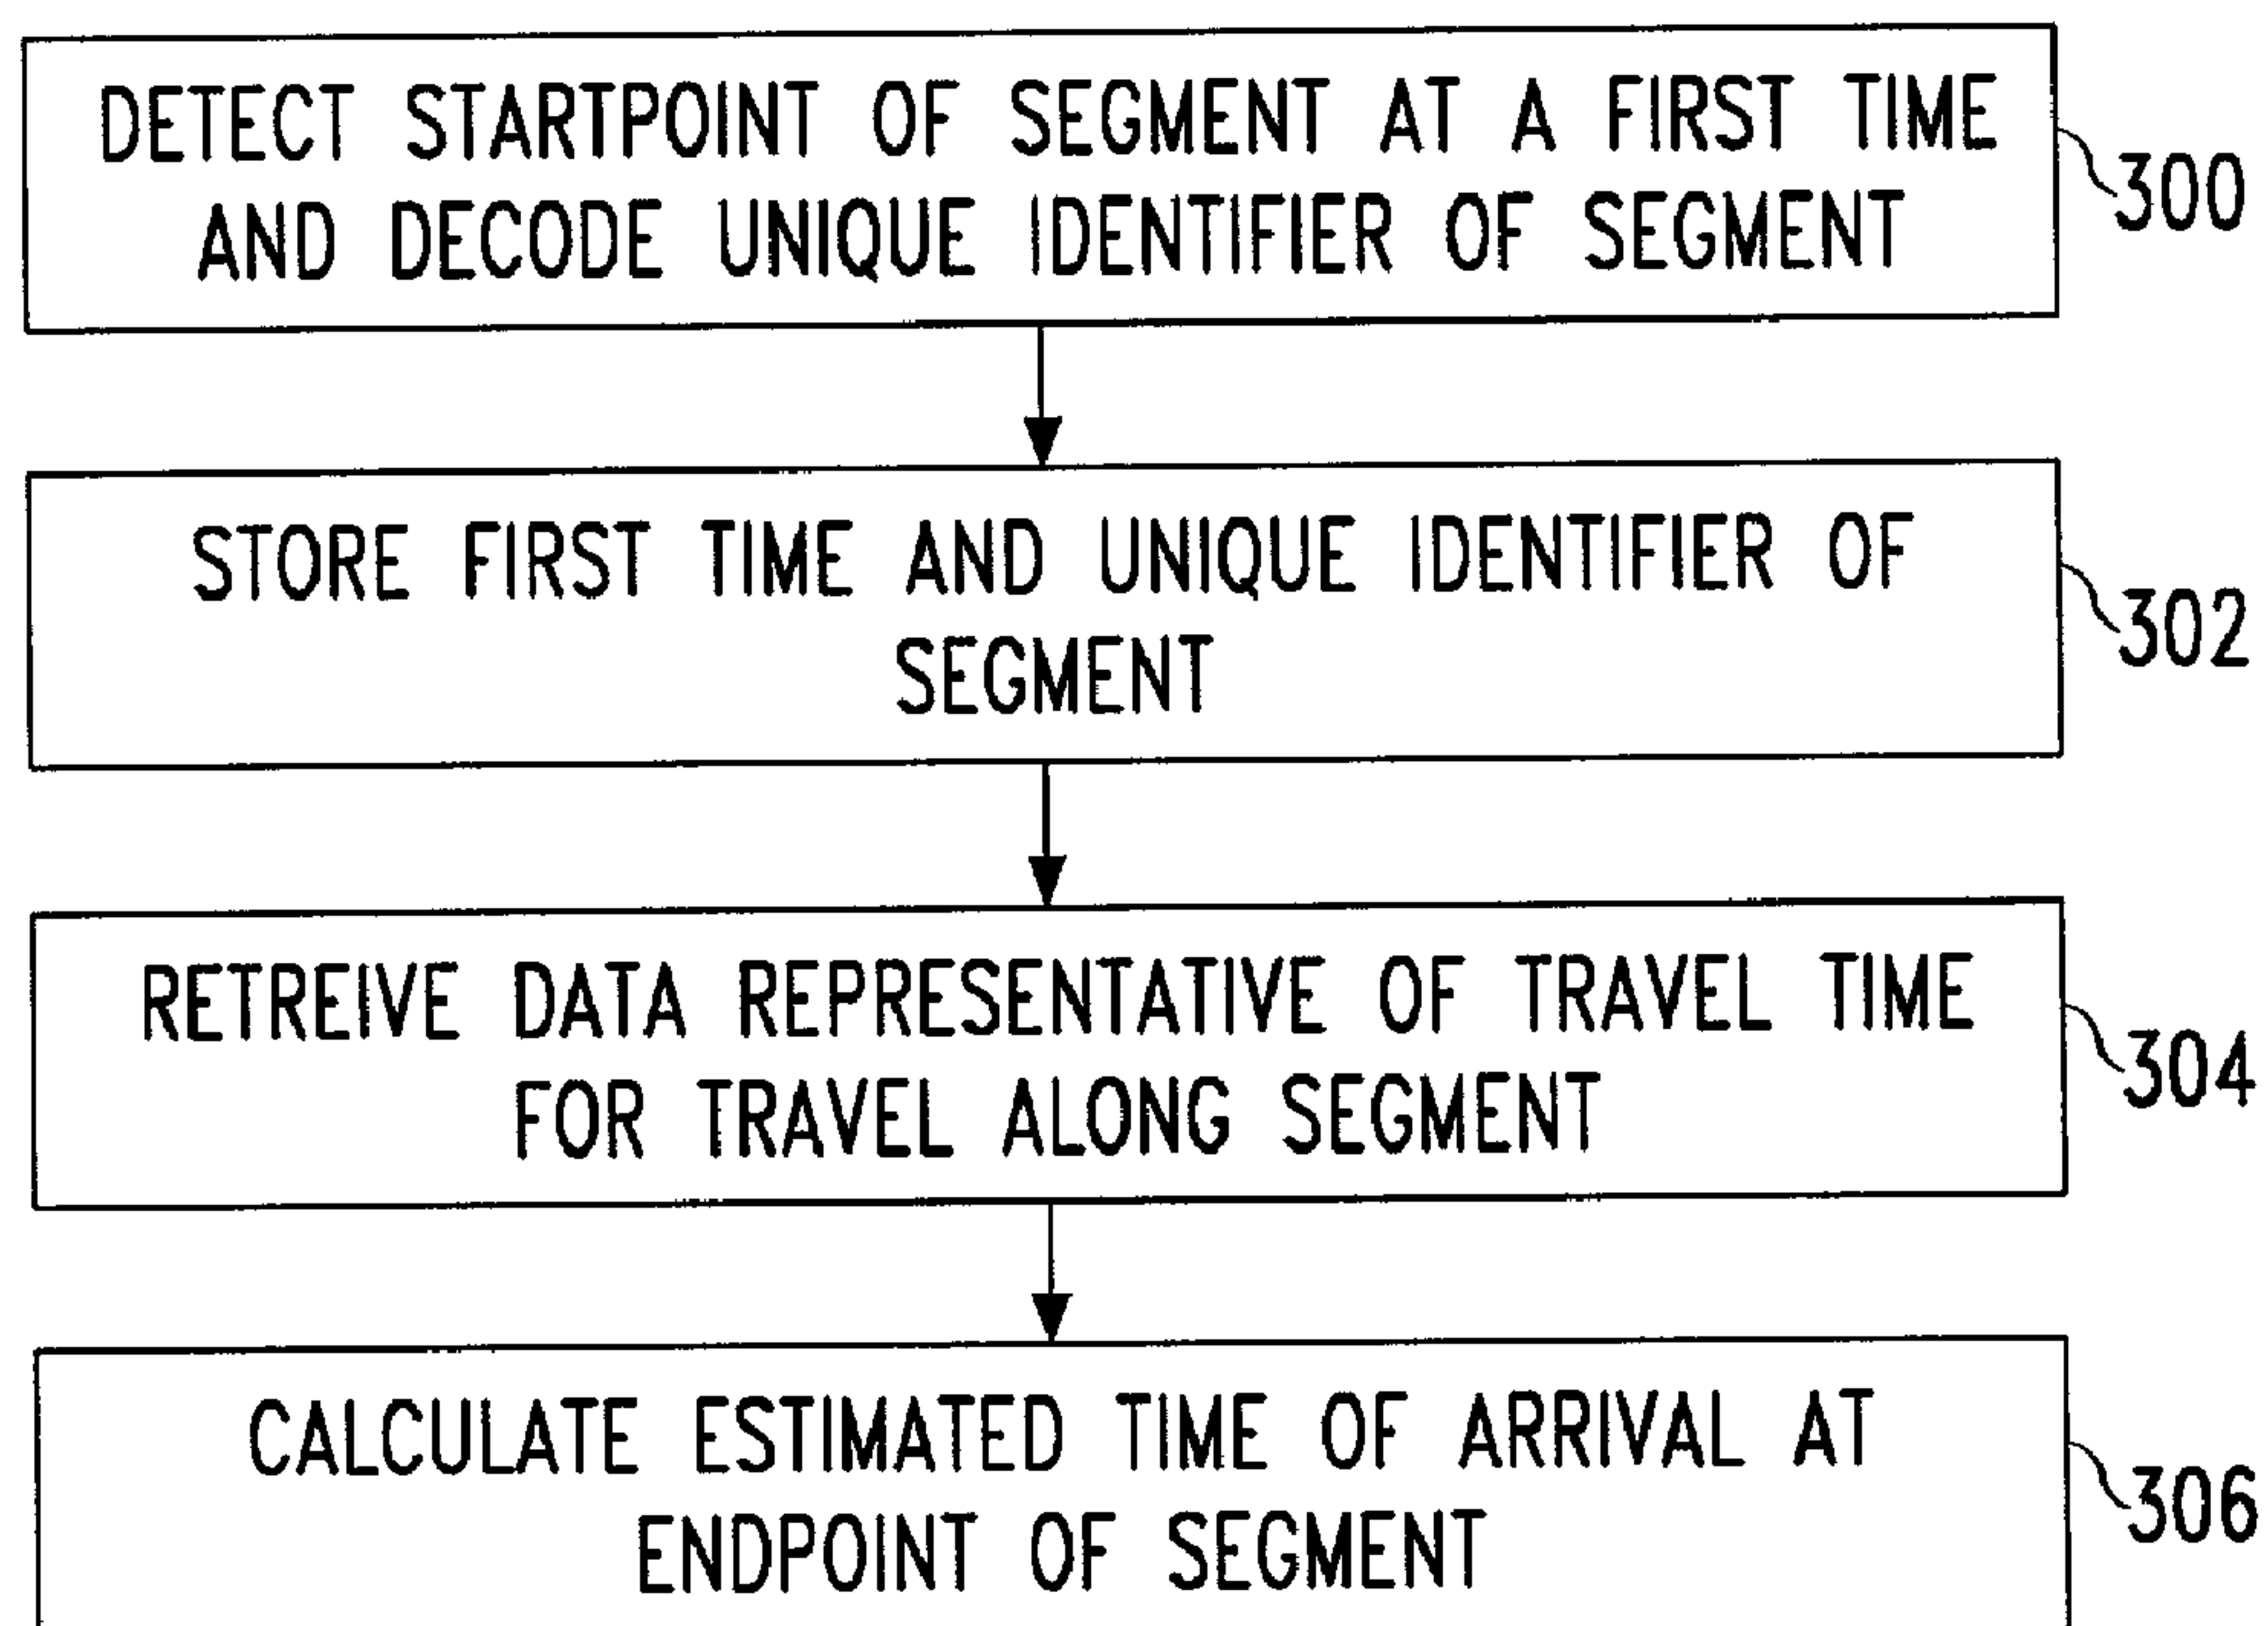 DETECT STARTPOINT OF SEGMENT AT A FIRST TIME
AND DECODE UNIQUE IDENTIFIER OF SEGMENT
300
STORE FIRST TIME AND UNIQUE IDENTIFIER OF
SEGMENT
302
RETREIVE DATA REPRESENTATIVE OF TRAVEL TIME
FOR TRAVEL ALONG SEGMENT
304
CALCULATE ESTIMATED TIME OF ARRIVAL AT
ENDPOINT OF SEGMENT
306